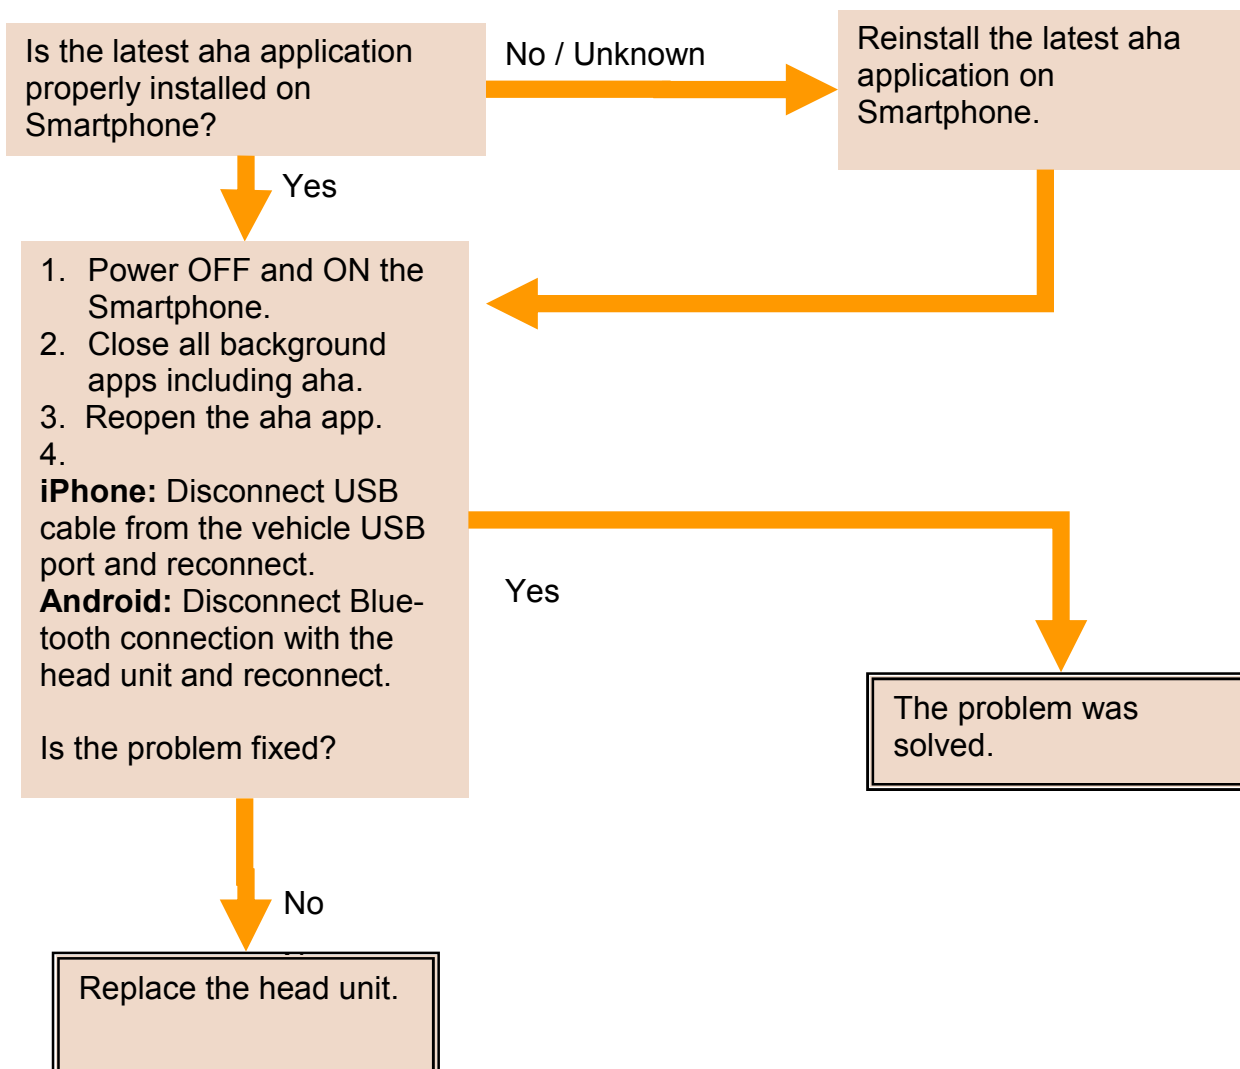 Is the latest aha application
properly installed on
Smartphone?
No / Unknown
Reinstall the latest aha
application on
Smartphone.
Yes
1. Power OFF and ON the
Smartphone.
2. Close all background
apps including aha.
3. Reopen the aha app.
4.
iPhone: Disconnect USB
cable from the vehicle USB
port and reconnect.
Android: Disconnect Blue-
tooth connection with the
head unit and reconnect.
Is the problem fixed?
Yes
The problem was
solved.
No
Replace the head unit.